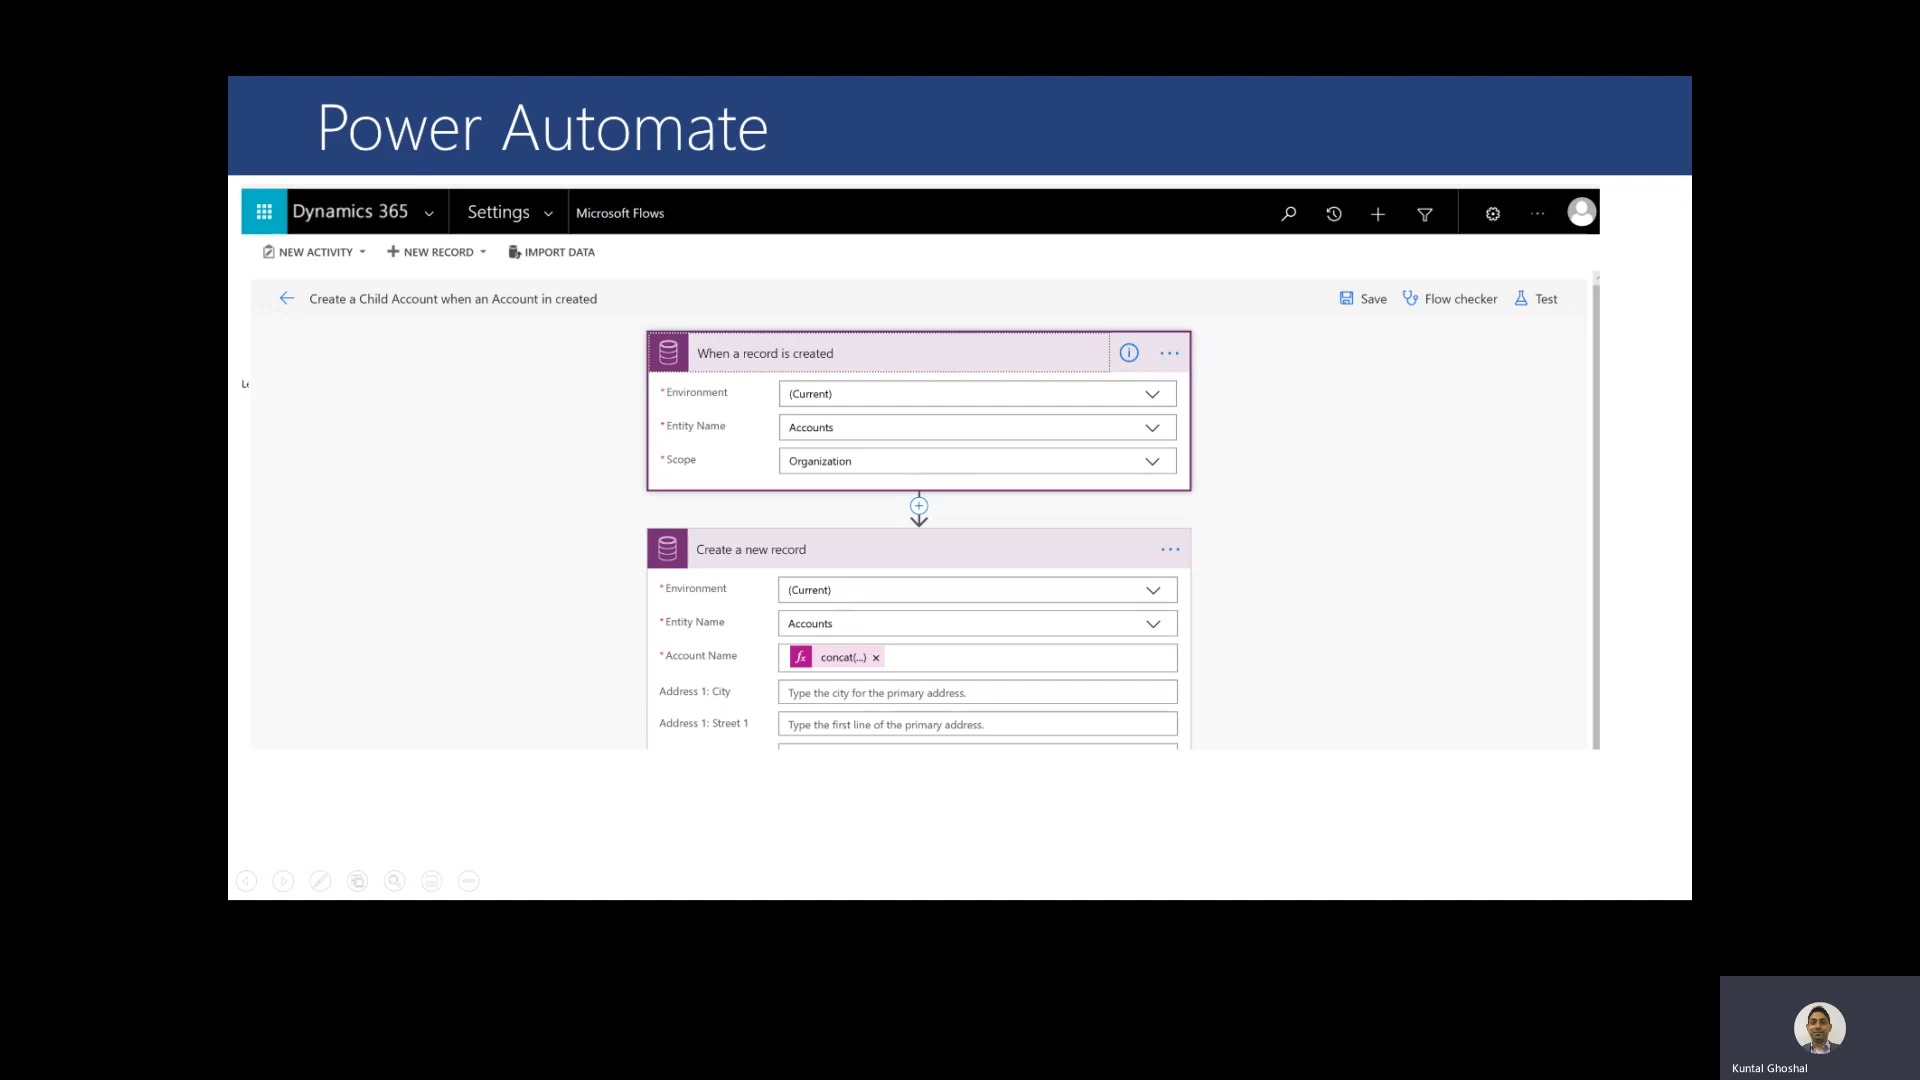 Power Automate
Dynamics 365 Settings Microsoft Flows
NEW ACTIVITY NEW RECORD IMPORT DATA
Create a Child Account when an Account in created Save Flow checker Test
When a record is created
*Environment (Current)
*Entity Name Accounts
*Scope Organization
Create a new record
*Environment (Current)
*Entity Name Accounts
*Account Name fx concat(...) ×
Address 1: City Type the city for the primary address.
Address 1: Street 1 Type the first line of the primary address.
Kuntal Ghoshal